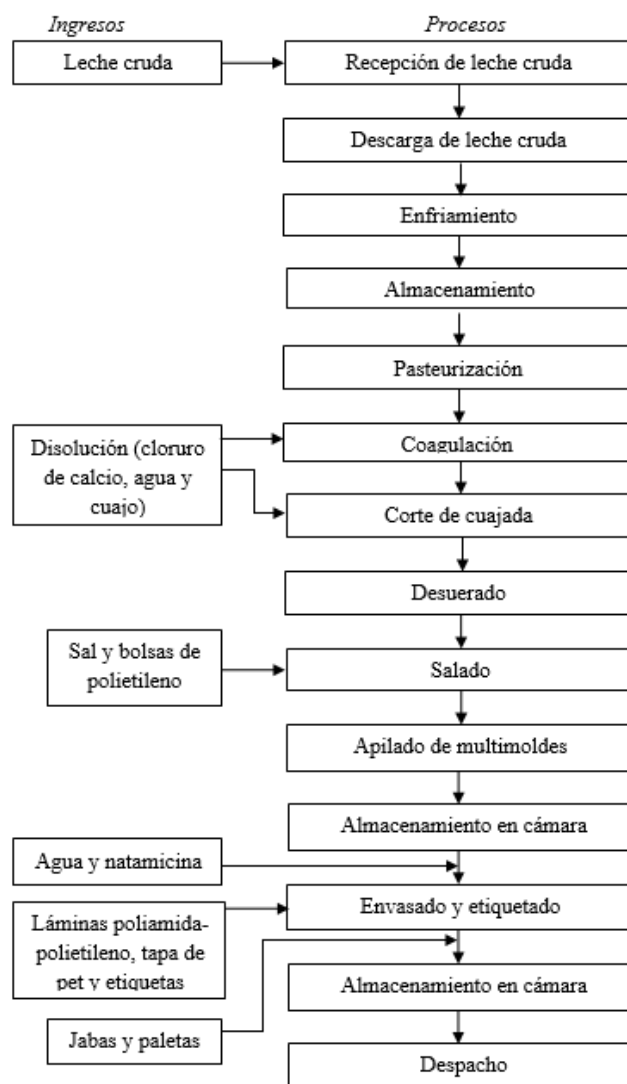 Ingresos
Procesos
Leche cruda
Recepción de leche cruda
Descarga de leche cruda
Enfriamiento
Almacenamiento
Pasteurización
Disolución (cloruro
de calcio, agua y
cuajo)
Coagulación
Corte de cuajada
Desuerado
Sal y bolsas de
polietileno
Salado
Apilado de multimoldes
Almacenamiento en cámara
Agua y natamicina
Envasado y etiquetado
Láminas poliamida-
polietileno, tapa de
pet y etiquetas
Almacenamiento en cámara
Jabas y paletas
Despacho